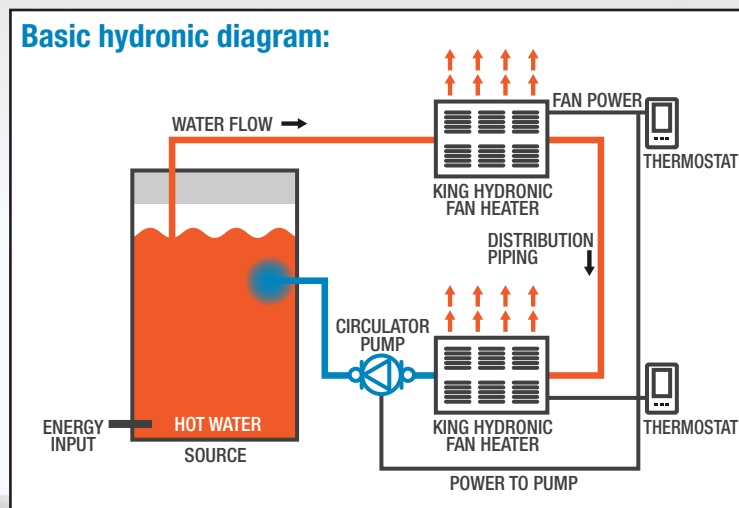 Basic hydronic diagram:
FAN POWER
WATER FLOW
THERMOSTAT
KING HYDRONIC
FAN HEATER
DISTRIBUTION
PIPING
CIRCULATOR
PUMP
ENERGY
INPUT
HOT WATER
SOURCE
KING HYDRONIC
FAN HEATER
THERMOSTAT
POWER TO PUMP